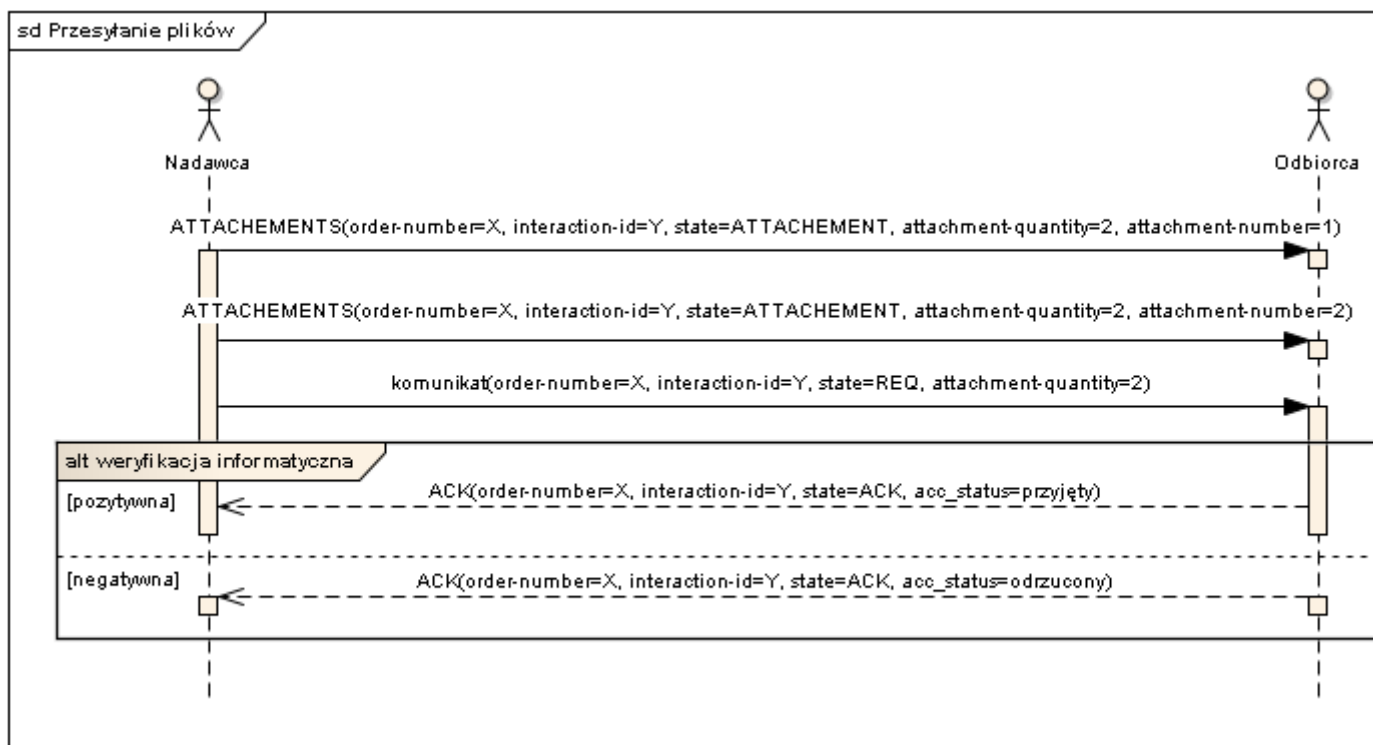 sd Przesyłanie plików
Nadawca
Odbiorca
ATTACHEMENTS(order-number=X, interaction-id=Y, state=ATTACHEMENT, attachment-quantity=2, attachment-number=1)
ATTACHEMENTS(order-number=X, interaction-id=Y, state=ATTACHEMENT, attachment-quantity=2, attachment-number=2)
komunikat(order-number=X, interaction-id=Y, state=REQ, attachment-quantity=2)
alt weryfikacja informatyczna
[pozytywna]
ACK(order-number=X, interaction-id=Y, state=ACK, acc_status=przyjęty)
[negatywna]
ACK(order-number=X, interaction-id=Y, state=ACK, acc_status=odrzucony)